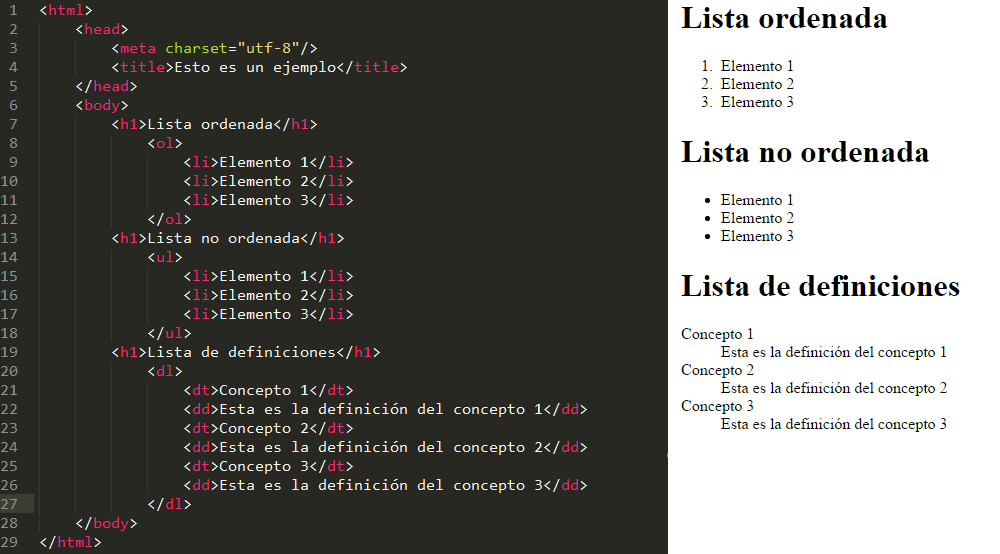 1 <html>
2 <head>
3 <meta charset="utf-8"/>
4 <title>Esto es un ejemplo</title>
5 </head>
6 <body>
7 <h1>Lista ordenada</h1>
8 <ol>
9 <li>Elemento 1</li>
10 <li>Elemento 2</li>
11 <li>Elemento 3</li>
12 </ol>
13 <h1>Lista no ordenada</h1>
14 <ul>
15 <li>Elemento 1</li>
16 <li>Elemento 2</li>
17 <li>Elemento 3</li>
18 </ul>
19 <h1>Lista de definiciones</h1>
20 <dl>
21 <dt>Concepto 1</dt>
22 <dd>Esta es la definición del concepto 1</dd>
23 <dt>Concepto 2</dt>
24 <dd>Esta es la definición del concepto 2</dd>
25 <dt>Concepto 3</dt>
26 <dd>Esta es la definición del concepto 3</dd>
27 </dl>
28 </body>
29 </html>
Lista ordenada
1. Elemento 1
2. Elemento 2
3. Elemento 3
Lista no ordenada
• Elemento 1
• Elemento 2
• Elemento 3
Lista de definiciones
Concepto 1
Esta es la definición del concepto 1
Concepto 2
Esta es la definición del concepto 2
Concepto 3
Esta es la definición del concepto 3